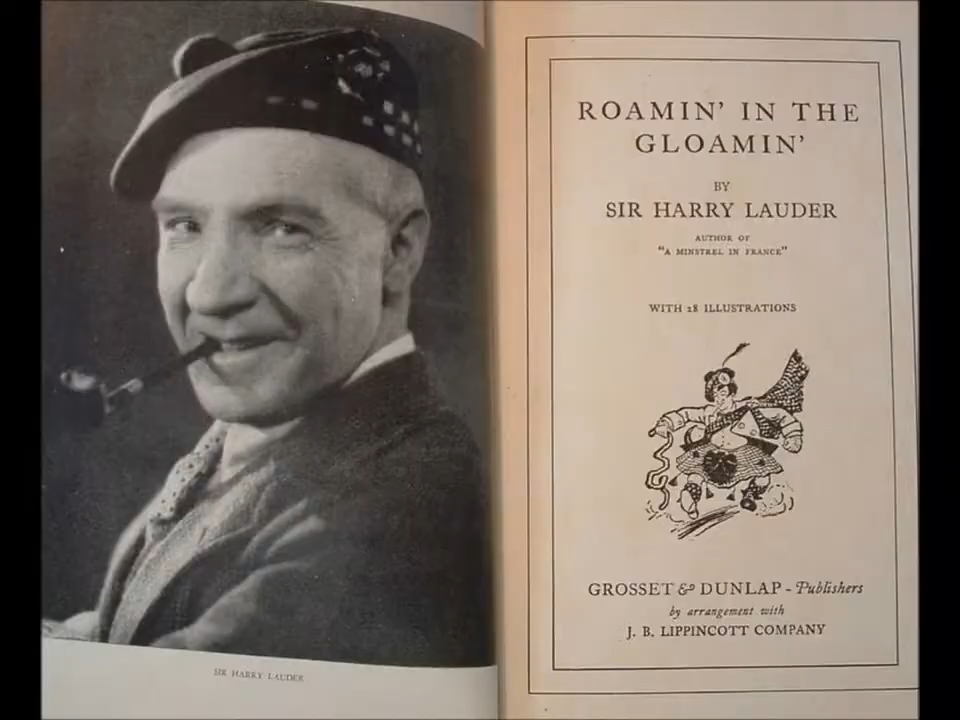 SIR HARRY LAUDER
ROAMIN' IN THE
GLOAMIN'
BY
SIR HARRY LAUDER
AUTHOR OF
"A MINSTREL IN FRANCE"
WITH 28 ILLUSTRATIONS
GROSSET & DUNLAP - Publishers
by arrangement with
J. B. LIPPINCOTT COMPANY